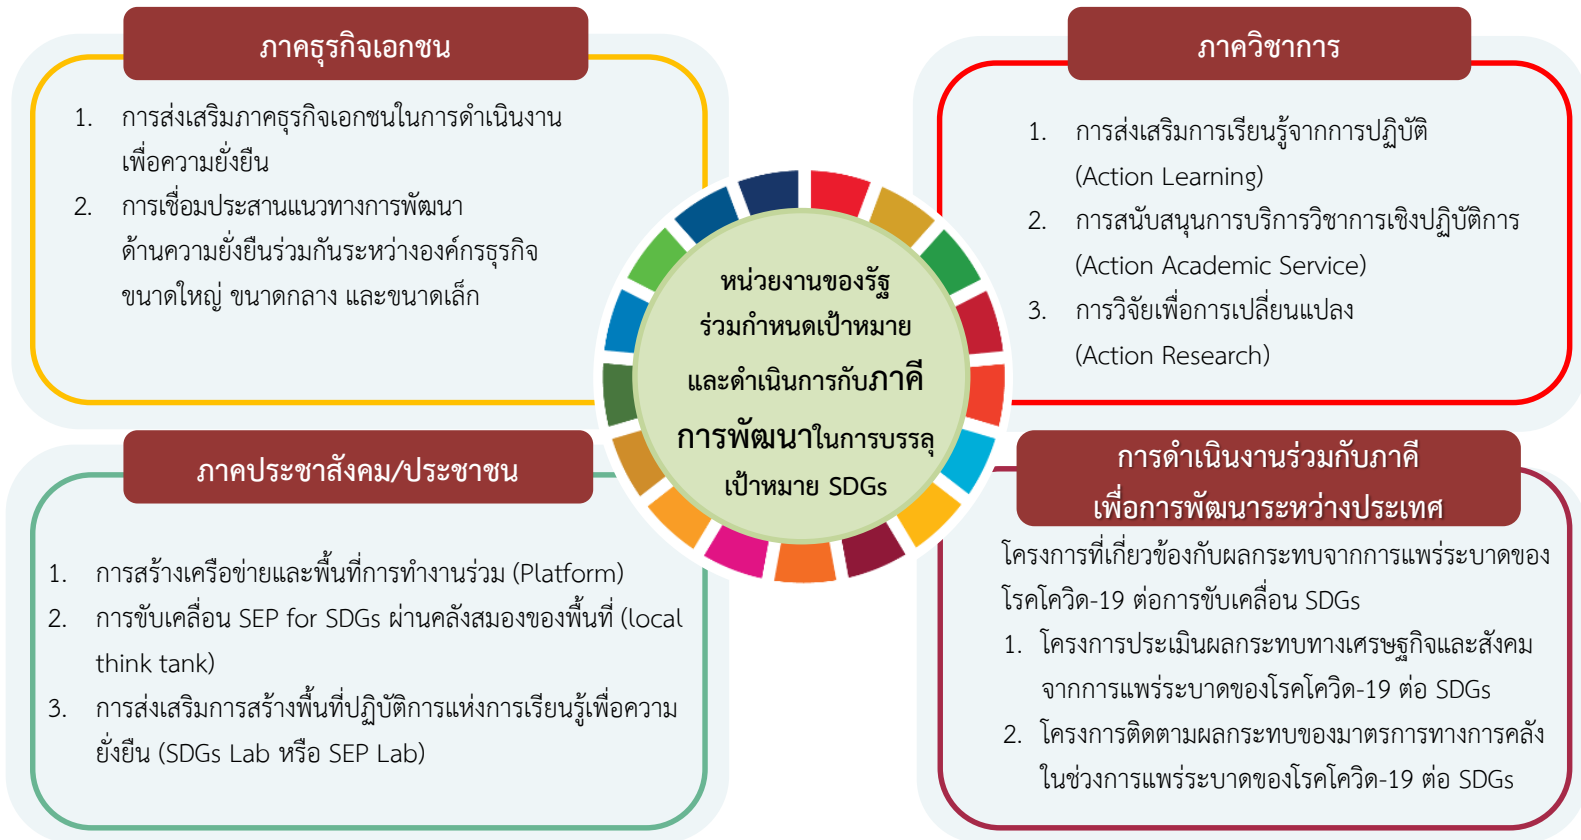 ภาคธุรกิจเอกชน
1. การส่งเสริมภาคธุรกิจเอกชนในการดำเนินงาน
เพื่อความยั่งยืน
2. การเชื่อมประสานแนวทางการพัฒนา
ด้านความยั่งยืนร่วมกันระหว่างองค์กรธุรกิจ
ขนาดใหญ่ ขนาดกลาง และขนาดเล็ก
ภาควิชาการ
1. การส่งเสริมการเรียนรู้จากการปฏิบัติ
(Action Learning)
2. การสนับสนุนการบริการวิชาการเชิงปฏิบัติการ
(Action Academic Service)
3. การวิจัยเพื่อการเปลี่ยนแปลง
(Action Research)
หน่วยงานของรัฐ
ร่วมกำหนดเป้าหมาย
และดำเนินการกับภาคี
การพัฒนาในการบรรลุ
เป้าหมาย SDGs
ภาคประชาสังคม/ประชาชน
1. การสร้างเครือข่ายและพื้นที่การทำงานร่วม (Platform)
2. การขับเคลื่อน SEP for SDGs ผ่านคลังสมองของพื้นที่ (local
think tank)
3. การส่งเสริมการสร้างพื้นที่ปฏิบัติการแห่งการเรียนรู้เพื่อความ
ยั่งยืน (SDGs Lab หรือ SEP Lab)
การดำเนินงานร่วมกับภาคี
เพื่อการพัฒนาระหว่างประเทศ
โครงการที่เกี่ยวข้องกับผลกระทบจากการแพร่ระบาดของ
โรคโควิด-19 ต่อการขับเคลื่อน SDGs
1. โครงการประเมินผลกระทบทางเศรษฐกิจและสังคม
จากการแพร่ระบาดของโรคโควิด-19 ต่อ SDGs
2. โครงการติดตามผลกระทบของมาตรการทางการคลัง
ในช่วงการแพร่ระบาดของโรคโควิด-19 ต่อ SDGs